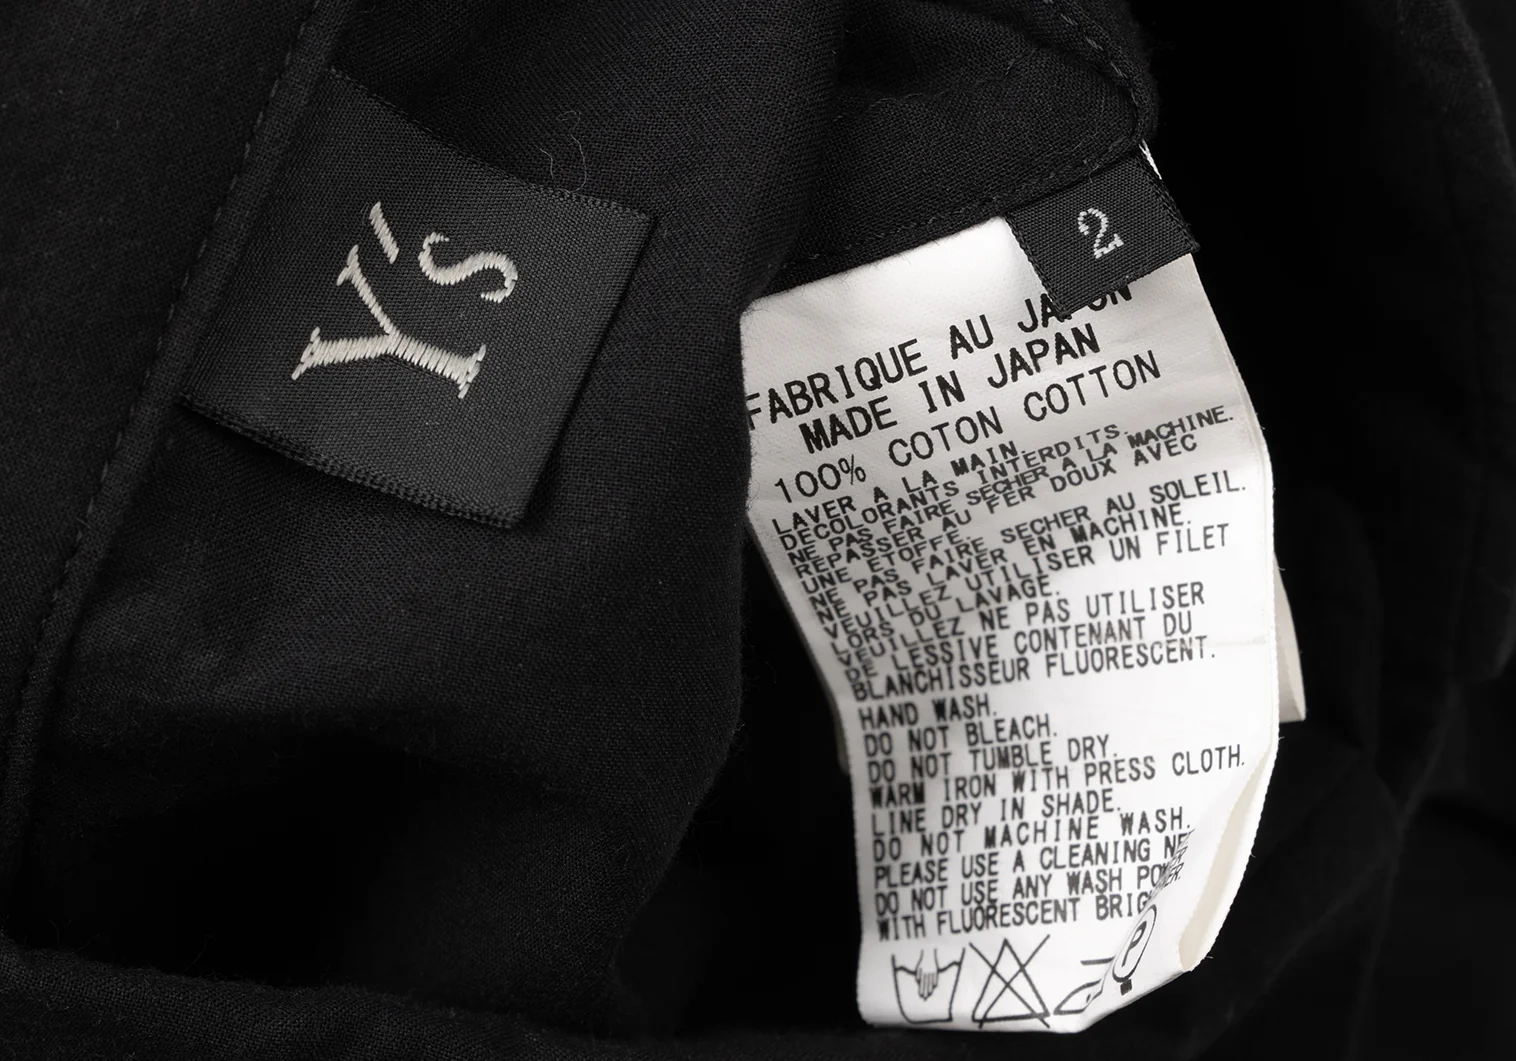 Y's
2
FABRIQUE AU JAPON
MADE IN JAPAN
100% COTON COTTON
LAVER A LA MAIN.
DECOLORANTS INTERDITS.
NE PAS FAIRE SECHER A LA MACHINE.
REPASSER AU FER DOUX AVEC
UNE ETOFFE.
NE PAS FAIRE SECHER AU SOLEIL.
NE PAS LAVER EN MACHINE.
VEUILLEZ UTILISER UN FILET
LORS DU LAVAGE.
VEUILLEZ NE PAS UTILISER
DE LESSIVE CONTENANT DU
BLANCHISSEUR FLUORESCENT.
HAND WASH.
DO NOT BLEACH.
DO NOT TUMBLE DRY.
WARM IRON WITH PRESS CLOTH.
LINE DRY IN SHADE.
DO NOT MACHINE WASH.
PLEASE USE A CLEANING
DO NOT USE ANY WASH
WITH FLUORESCENT
P